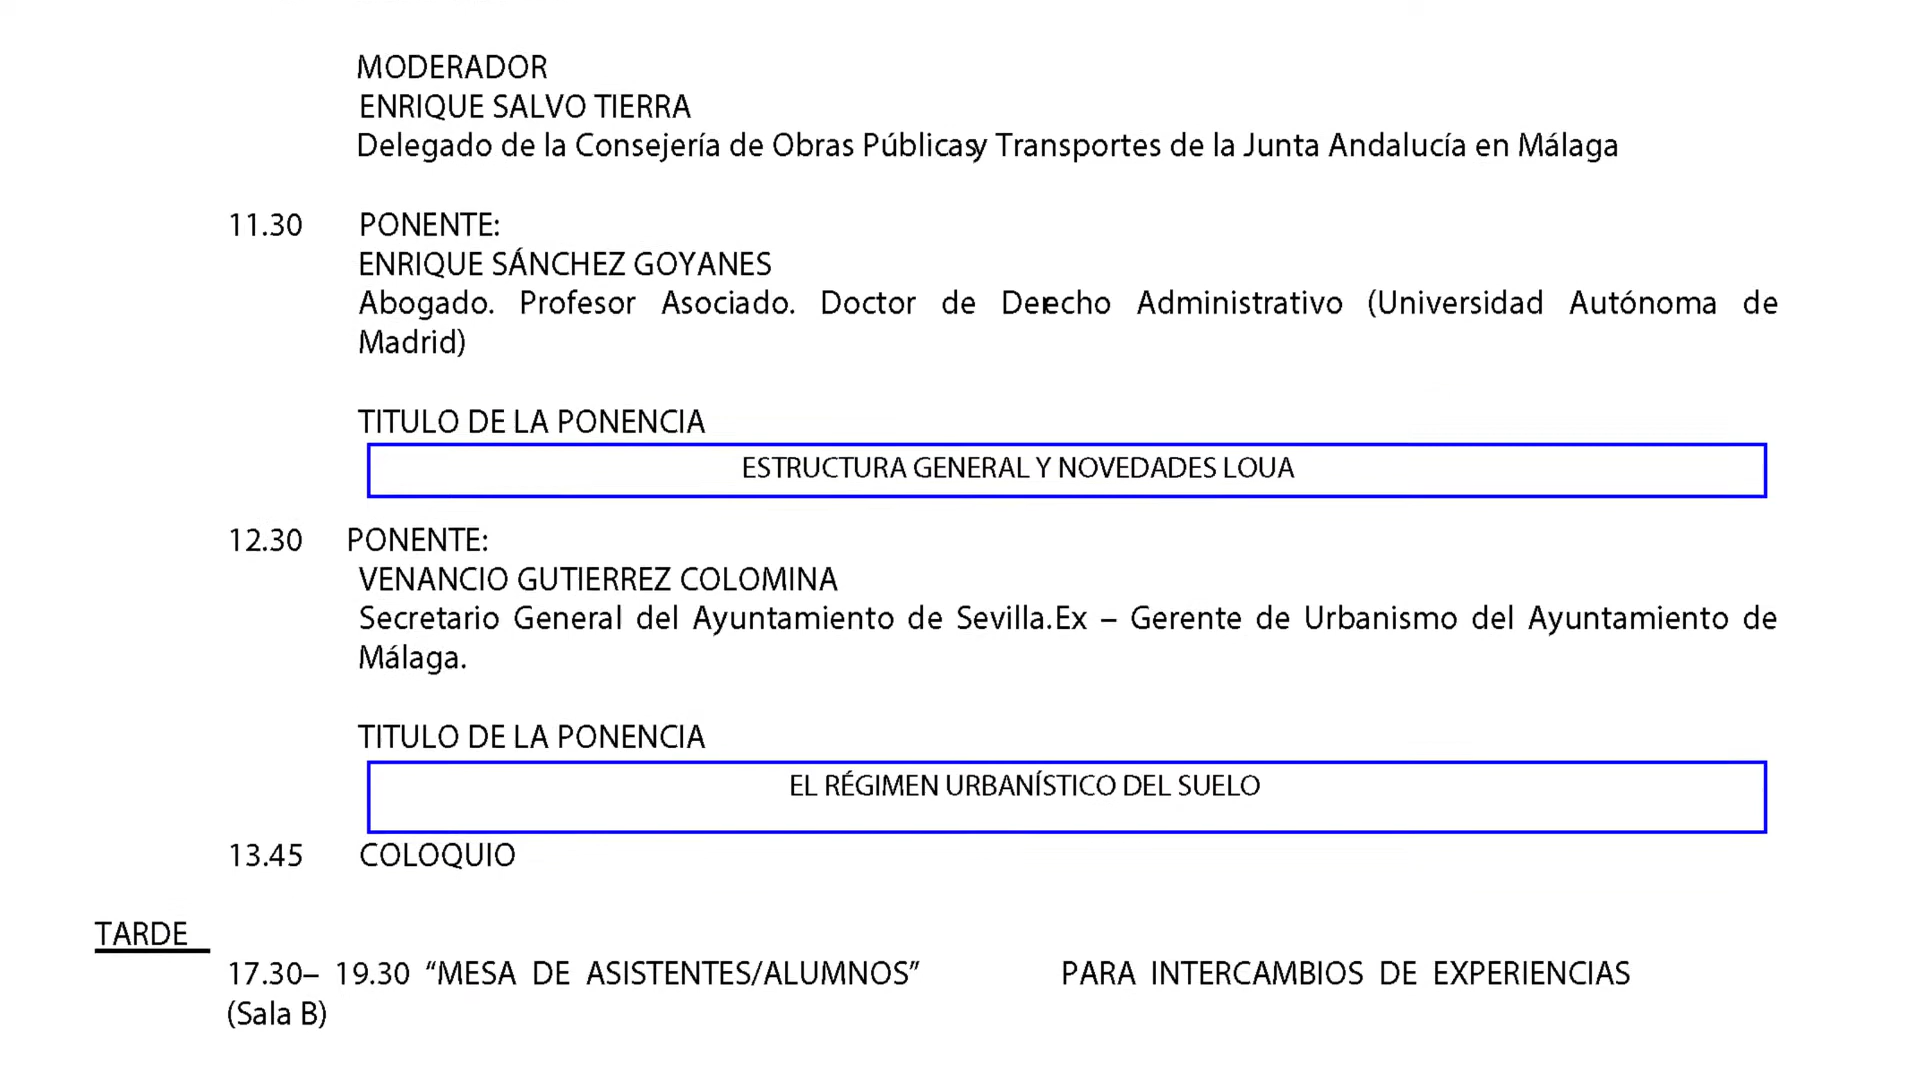 MODERADOR
ENRIQUE SALVO TIERRA
Delegado de la Consejería de Obras Públicasy Transportes de la Junta Andalucía en Málaga
11.30 PONENTE:
ENRIQUE SÁNCHEZ GOYANES
Abogado. Profesor Asociado. Doctor de Derecho Administrativo (Universidad Autónoma de
Madrid)
TITULO DE LA PONENCIA
ESTRUCTURA GENERAL Y NOVEDADES LOUA
12.30 PONENTE:
VENANCIO GUTIERREZ COLOMINA
Secretario General del Ayuntamiento de Sevilla.Ex – Gerente de Urbanismo del Ayuntamiento de
Málaga.
TITULO DE LA PONENCIA
EL RÉGIMEN URBANÍSTICO DEL SUELO
13.45 COLOQUIO
TARDE
17.30– 19.30 “MESA DE ASISTENTES/ALUMNOS” PARA INTERCAMBIOS DE EXPERIENCIAS
(Sala B)